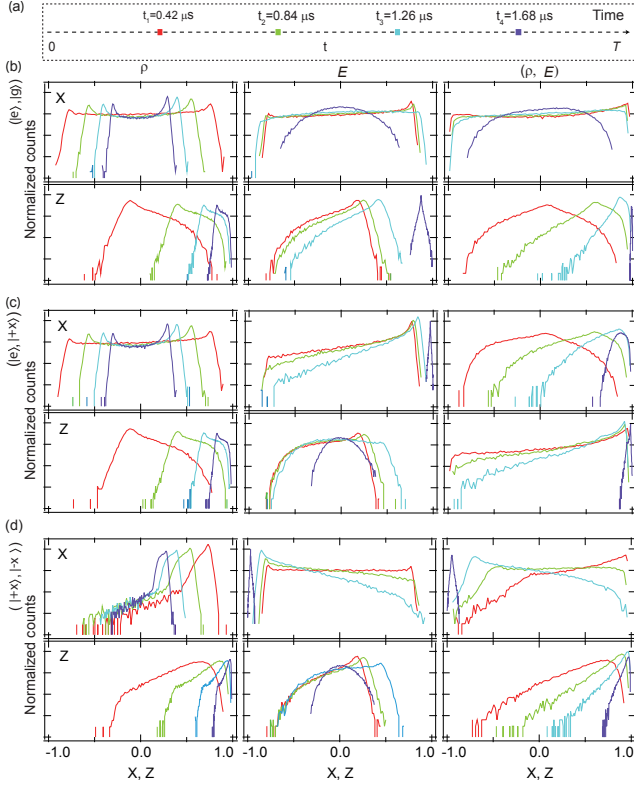 (a)
t₁=0.42 µs t₂=0.84 µs t₃=1.26 µs t₄=1.68 µs Time
0 t T
(b) ρ E (ρ, E)
(|e⟩,|g⟩)
X
Z
Normalized counts
(c)
(|e⟩,|+x⟩)
X
Z
Normalized counts
(d)
(|+x⟩,|-x⟩)
X
Z
Normalized counts
-1.0 0.0 1.0 -1.0 0.0 1.0 -1.0 0.0 1.0
X, Z X, Z X, Z